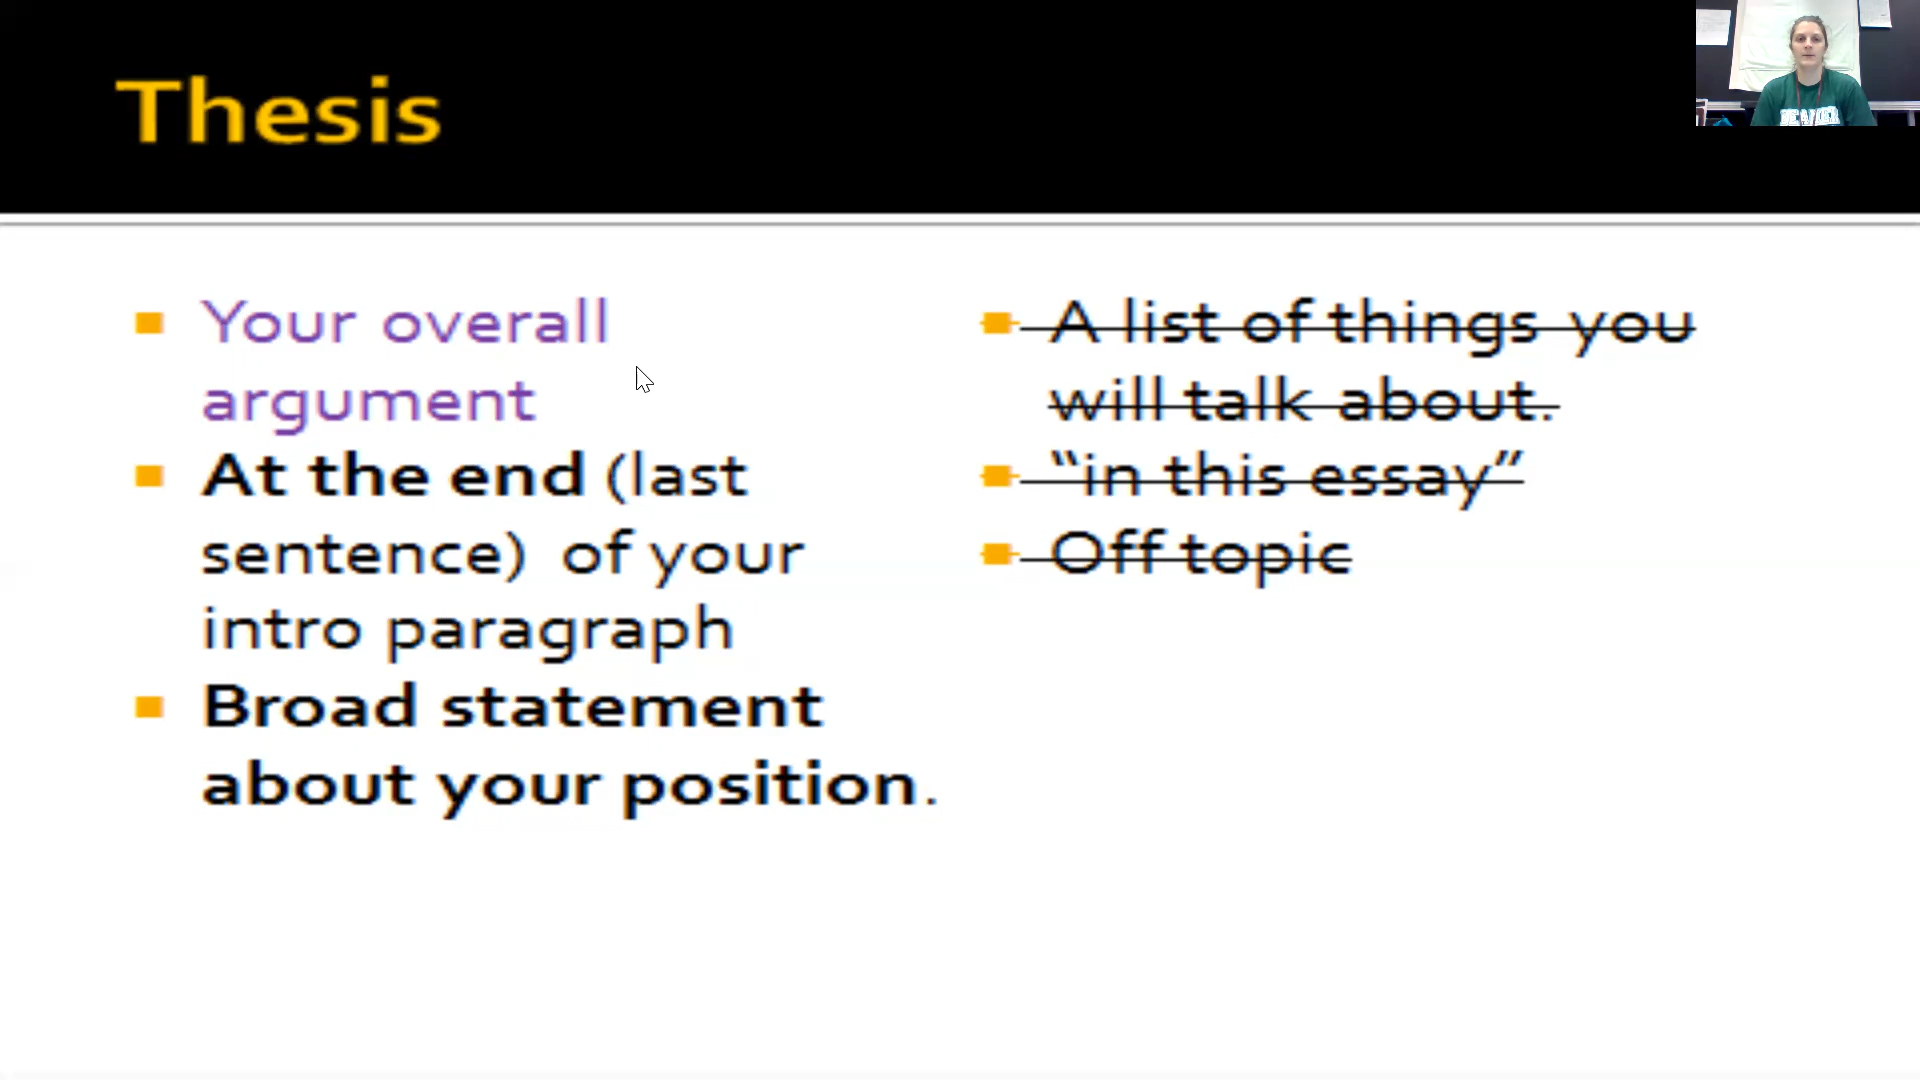 Thesis
Your overall
argument
At the end (last
sentence) of your
intro paragraph
Broad statement
about your position.
A list of things you
will talk about.
“in this essay”
Off topic